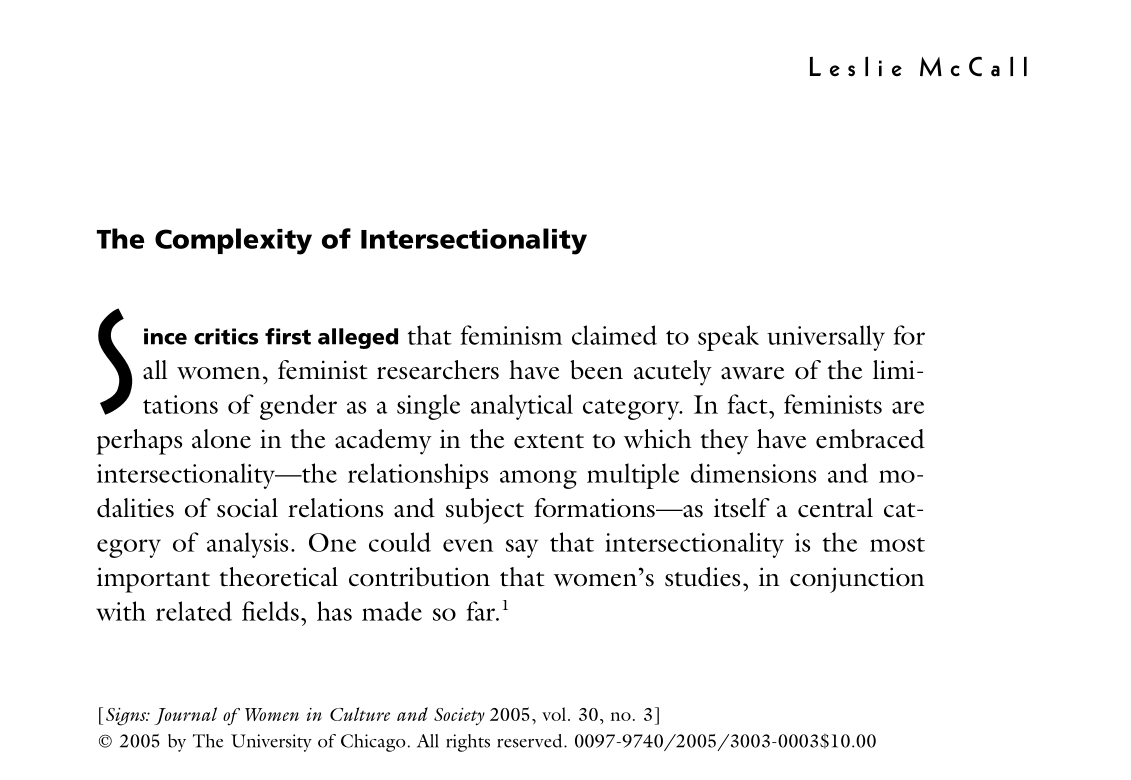 Leslie McCall
The Complexity of Intersectionality
Since critics first alleged that feminism claimed to speak universally for
all women, feminist researchers have been acutely aware of the limi-
tations of gender as a single analytical category. In fact, feminists are
perhaps alone in the academy in the extent to which they have embraced
intersectionality—the relationships among multiple dimensions and mo-
dalities of social relations and subject formations—as itself a central cat-
egory of analysis. One could even say that intersectionality is the most
important theoretical contribution that women’s studies, in conjunction
with related fields, has made so far.¹
[Signs: Journal of Women in Culture and Society 2005, vol. 30, no. 3]
© 2005 by The University of Chicago. All rights reserved. 0097-9740/2005/3003-0003$10.00